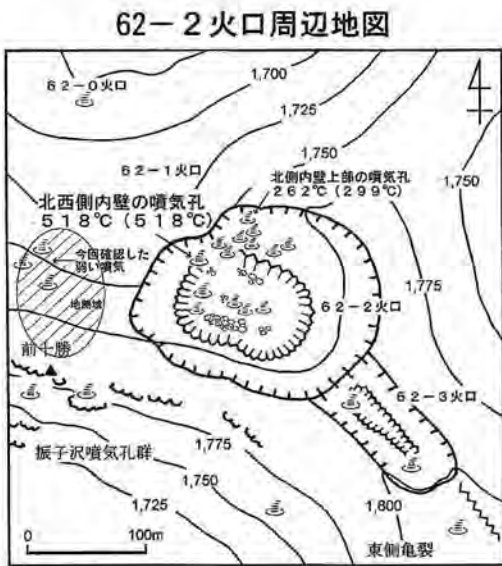 62-2火口周辺地図
62-0火口
1,700
1,725
62-1火口
1,750
北側内壁上部の噴気孔
262℃(299℃)
1,750
北西側内壁の噴気孔
518℃(518℃)
今回確認した
弱い噴気
1,775
地熱域
62-2火口
前十勝
62-3火口
振子沢噴気孔群
1,775
1,750
1,725
1,800
東側亀裂
0 100m